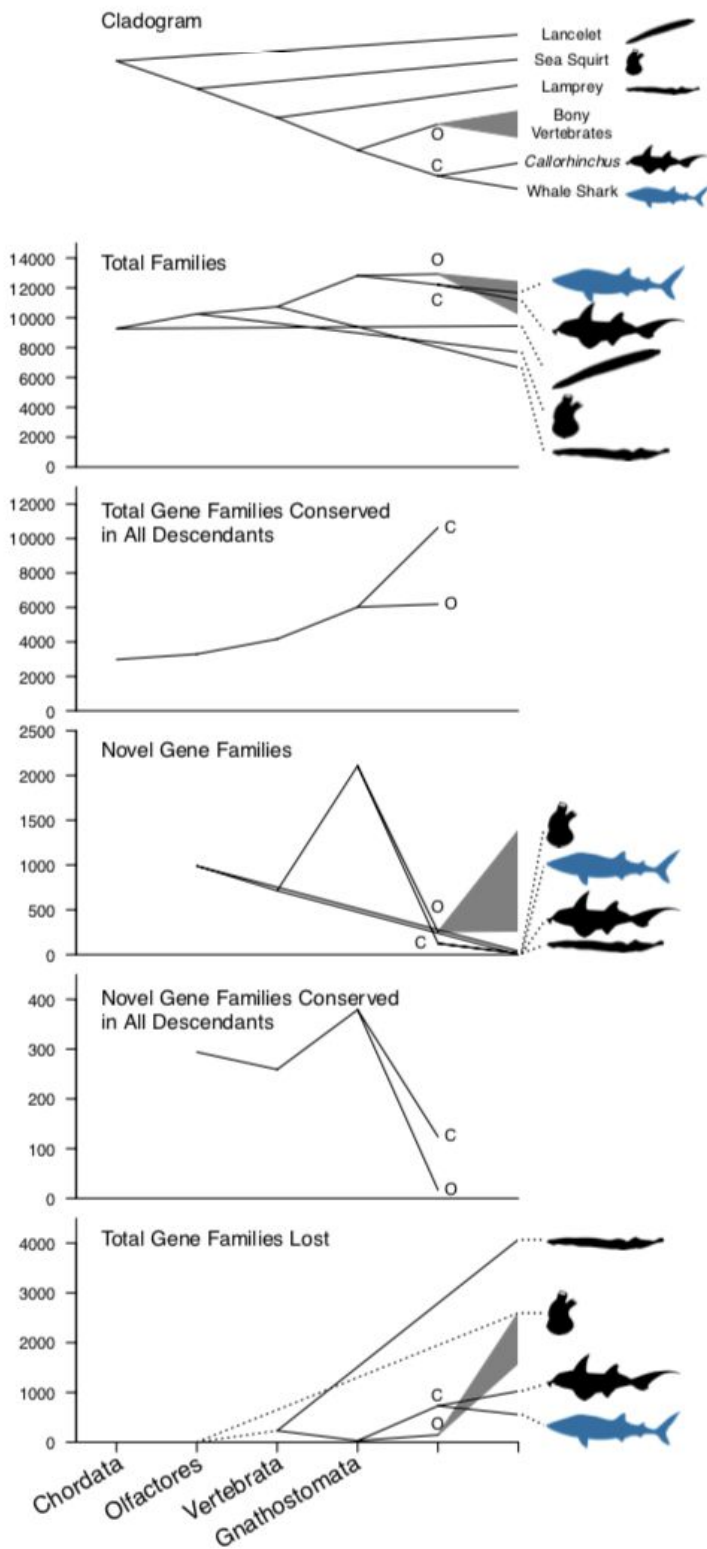 Cladogram
Lancelet
Sea Squirt
Lamprey
Bony
Vertebrates
O
C
Callorhinchus
Whale Shark
Total Families
14000
12000
10000
8000
6000
4000
2000
0
O
C
Total Gene Families Conserved
in All Descendants
12000
10000
8000
6000
4000
2000
0
C
O
Novel Gene Families
2500
2000
1500
1000
500
0
O
C
Novel Gene Families Conserved
in All Descendants
400
300
200
100
0
C
O
Total Gene Families Lost
4000
3000
2000
1000
0
C
O
Chordata
Olfactores
Vertebrata
Gnathostomata